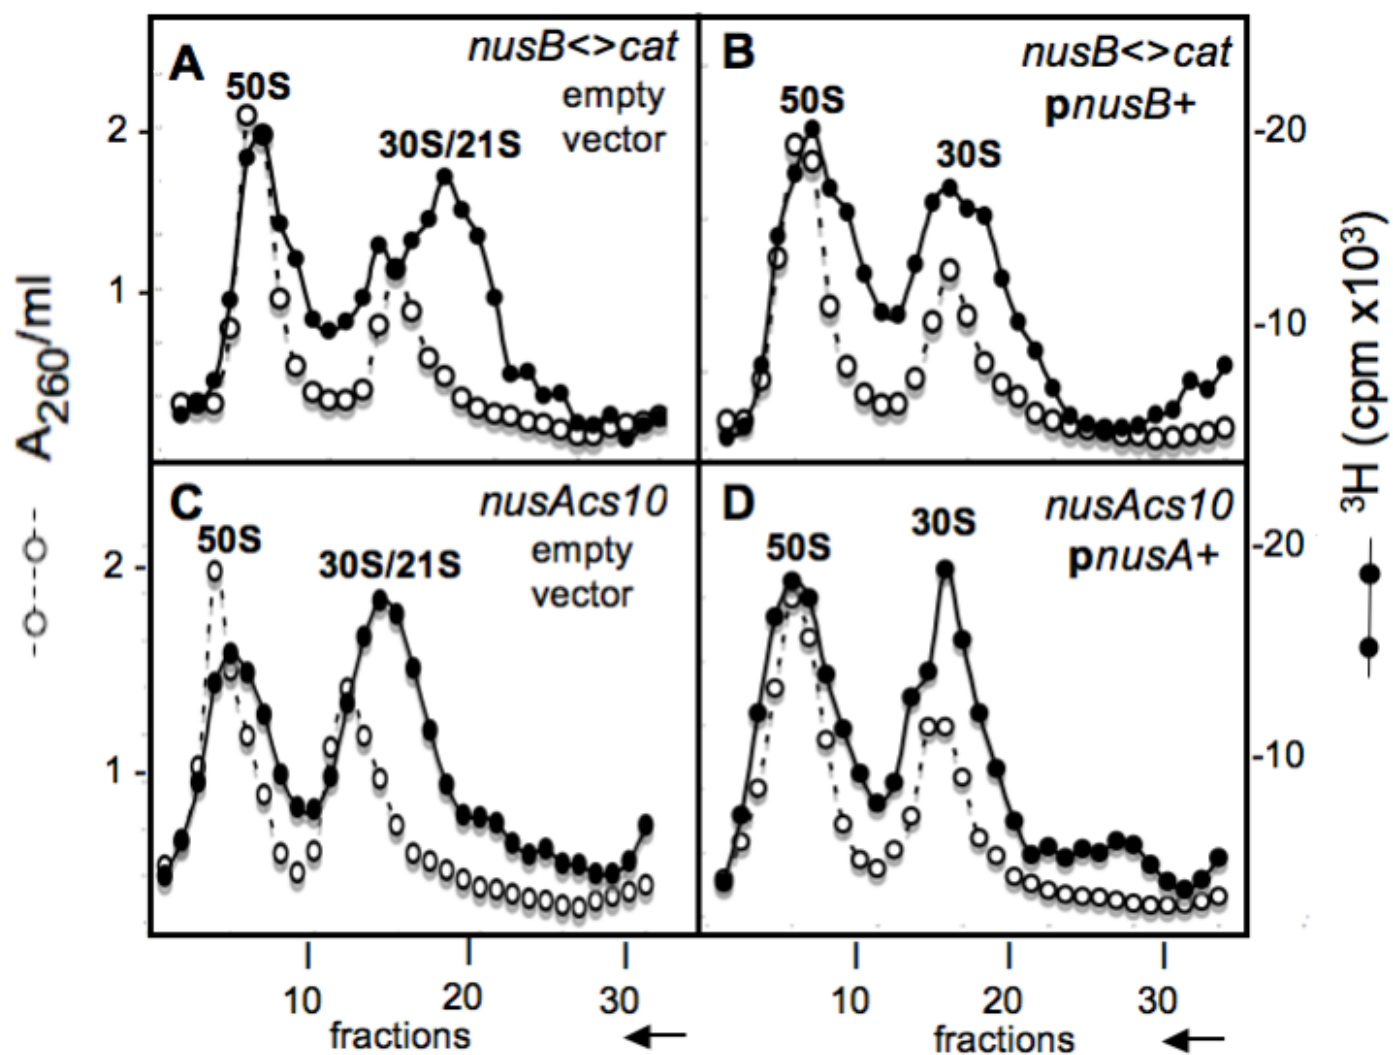 A
nusB<>cat
50S
empty
vector
30S/21S
B
nusB<>cat
50S
pnusB+
30S
2
1
-20
-10
A260/ml
3H (cpm x10³)
C
nusAcs10
50S
empty
vector
30S/21S
D
nusAcs10
30S
50S
pnusA+
2
1
-20
-10
10
20
30
fractions
10
20
30
fractions